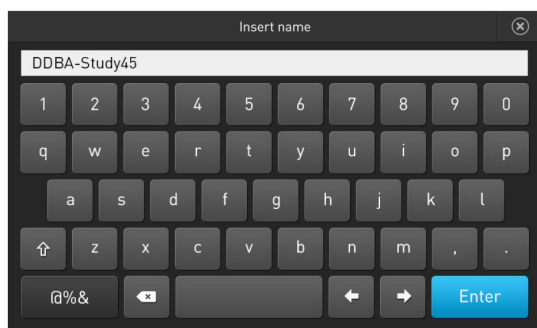 Insert name
DDBA-Study45
1 2 3 4 5 6 7 8 9 0
q w e r t y u i o p
a s d f g h j k l
z x c v b n m , .
@%& Enter